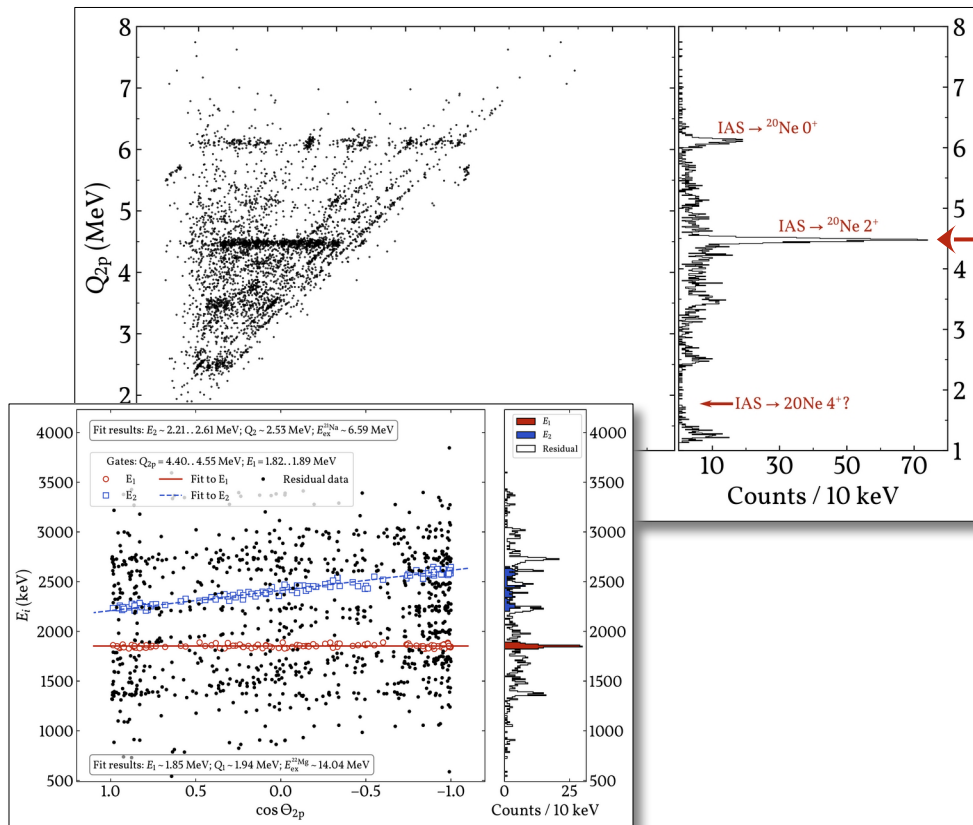 8
7
6
5
4
3
2
Q2p (MeV)
IAS → ²⁰Ne 0⁺
IAS → ²⁰Ne 2⁺
IAS → 20Ne 4⁺?
8
7
6
5
4
3
2
1
10 30 50 70
Counts / 10 keV
Fit results: E₂ ~ 2.21‥2.61 MeV; Q₂ ~ 2.53 MeV; E_ex^21Na ~ 6.59 MeV
Gates: Q2p = 4.40‥4.55 MeV; E₁ = 1.82‥1.89 MeV
E₁ Fit to E₁ Residual data
E₂ Fit to E₂
Fit results: E₁ ~ 1.85 MeV; Q₁ ~ 1.94 MeV; E_ex^22Mg ~ 14.04 MeV
4000
3500
3000
2500
2000
1500
1000
500
Eᵢ (keV)
1.0 0.5 0.0 −0.5 −1.0
cos Θ2p
E₁
E₂
Residual
4000
3500
3000
2500
2000
1500
1000
500
0 25
Counts / 10 keV